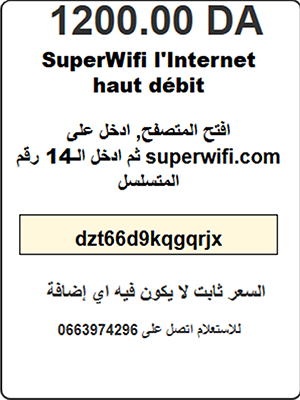 1200.00 DA
SuperWifi l'Internet
haut débit
افتح المتصفح, ادخل على
superwifi.com ثم ادخل الـ14 رقم
المتسلسل
dzt66d9kqgqrjx
السعر ثابت لا يكون فيه اي إضافة
للاستعلام اتصل على 0663974296